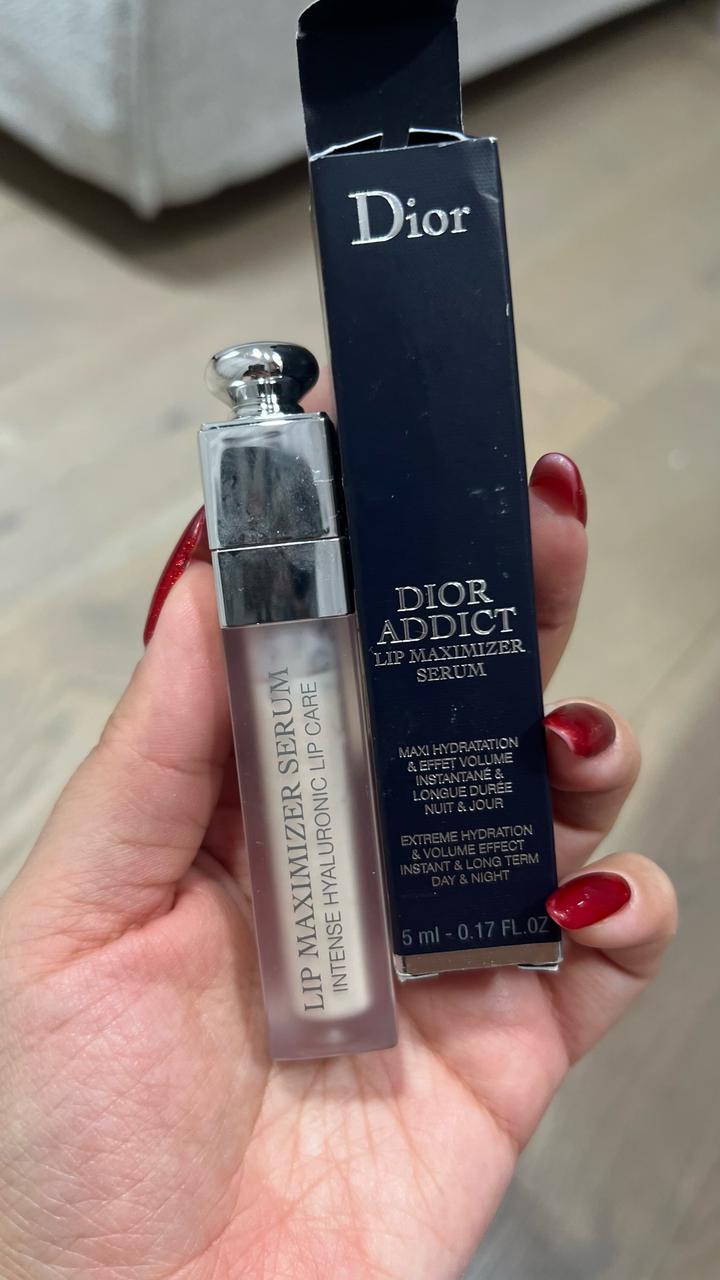 Dior
DIOR
ADDICT
LIP MAXIMIZER
SERUM
MAXI HYDRATATION
& EFFET VOLUME
INSTANTANÉ &
LONGUE DURÉE
NUIT & JOUR
EXTREME HYDRATION
& VOLUME EFFECT
INSTANT & LONG TERM
DAY & NIGHT
5 ml - 0.17 FL.OZ
LIP MAXIMIZER SERUM
INTENSE HYALURONIC LIP CARE